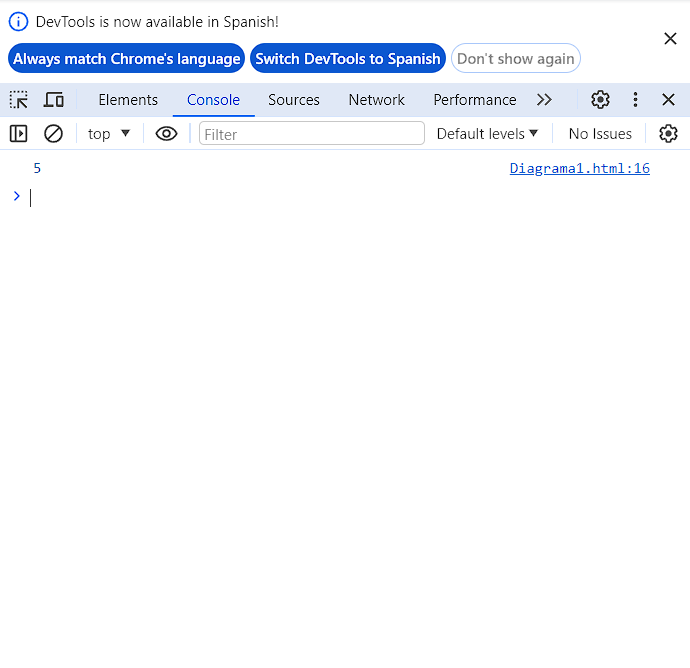 DevTools is now available in Spanish!
Always match Chrome's language Switch DevTools to Spanish Don't show again
Elements Console Sources Network Performance
top Filter Default levels No Issues
5 Diagrama1.html:16